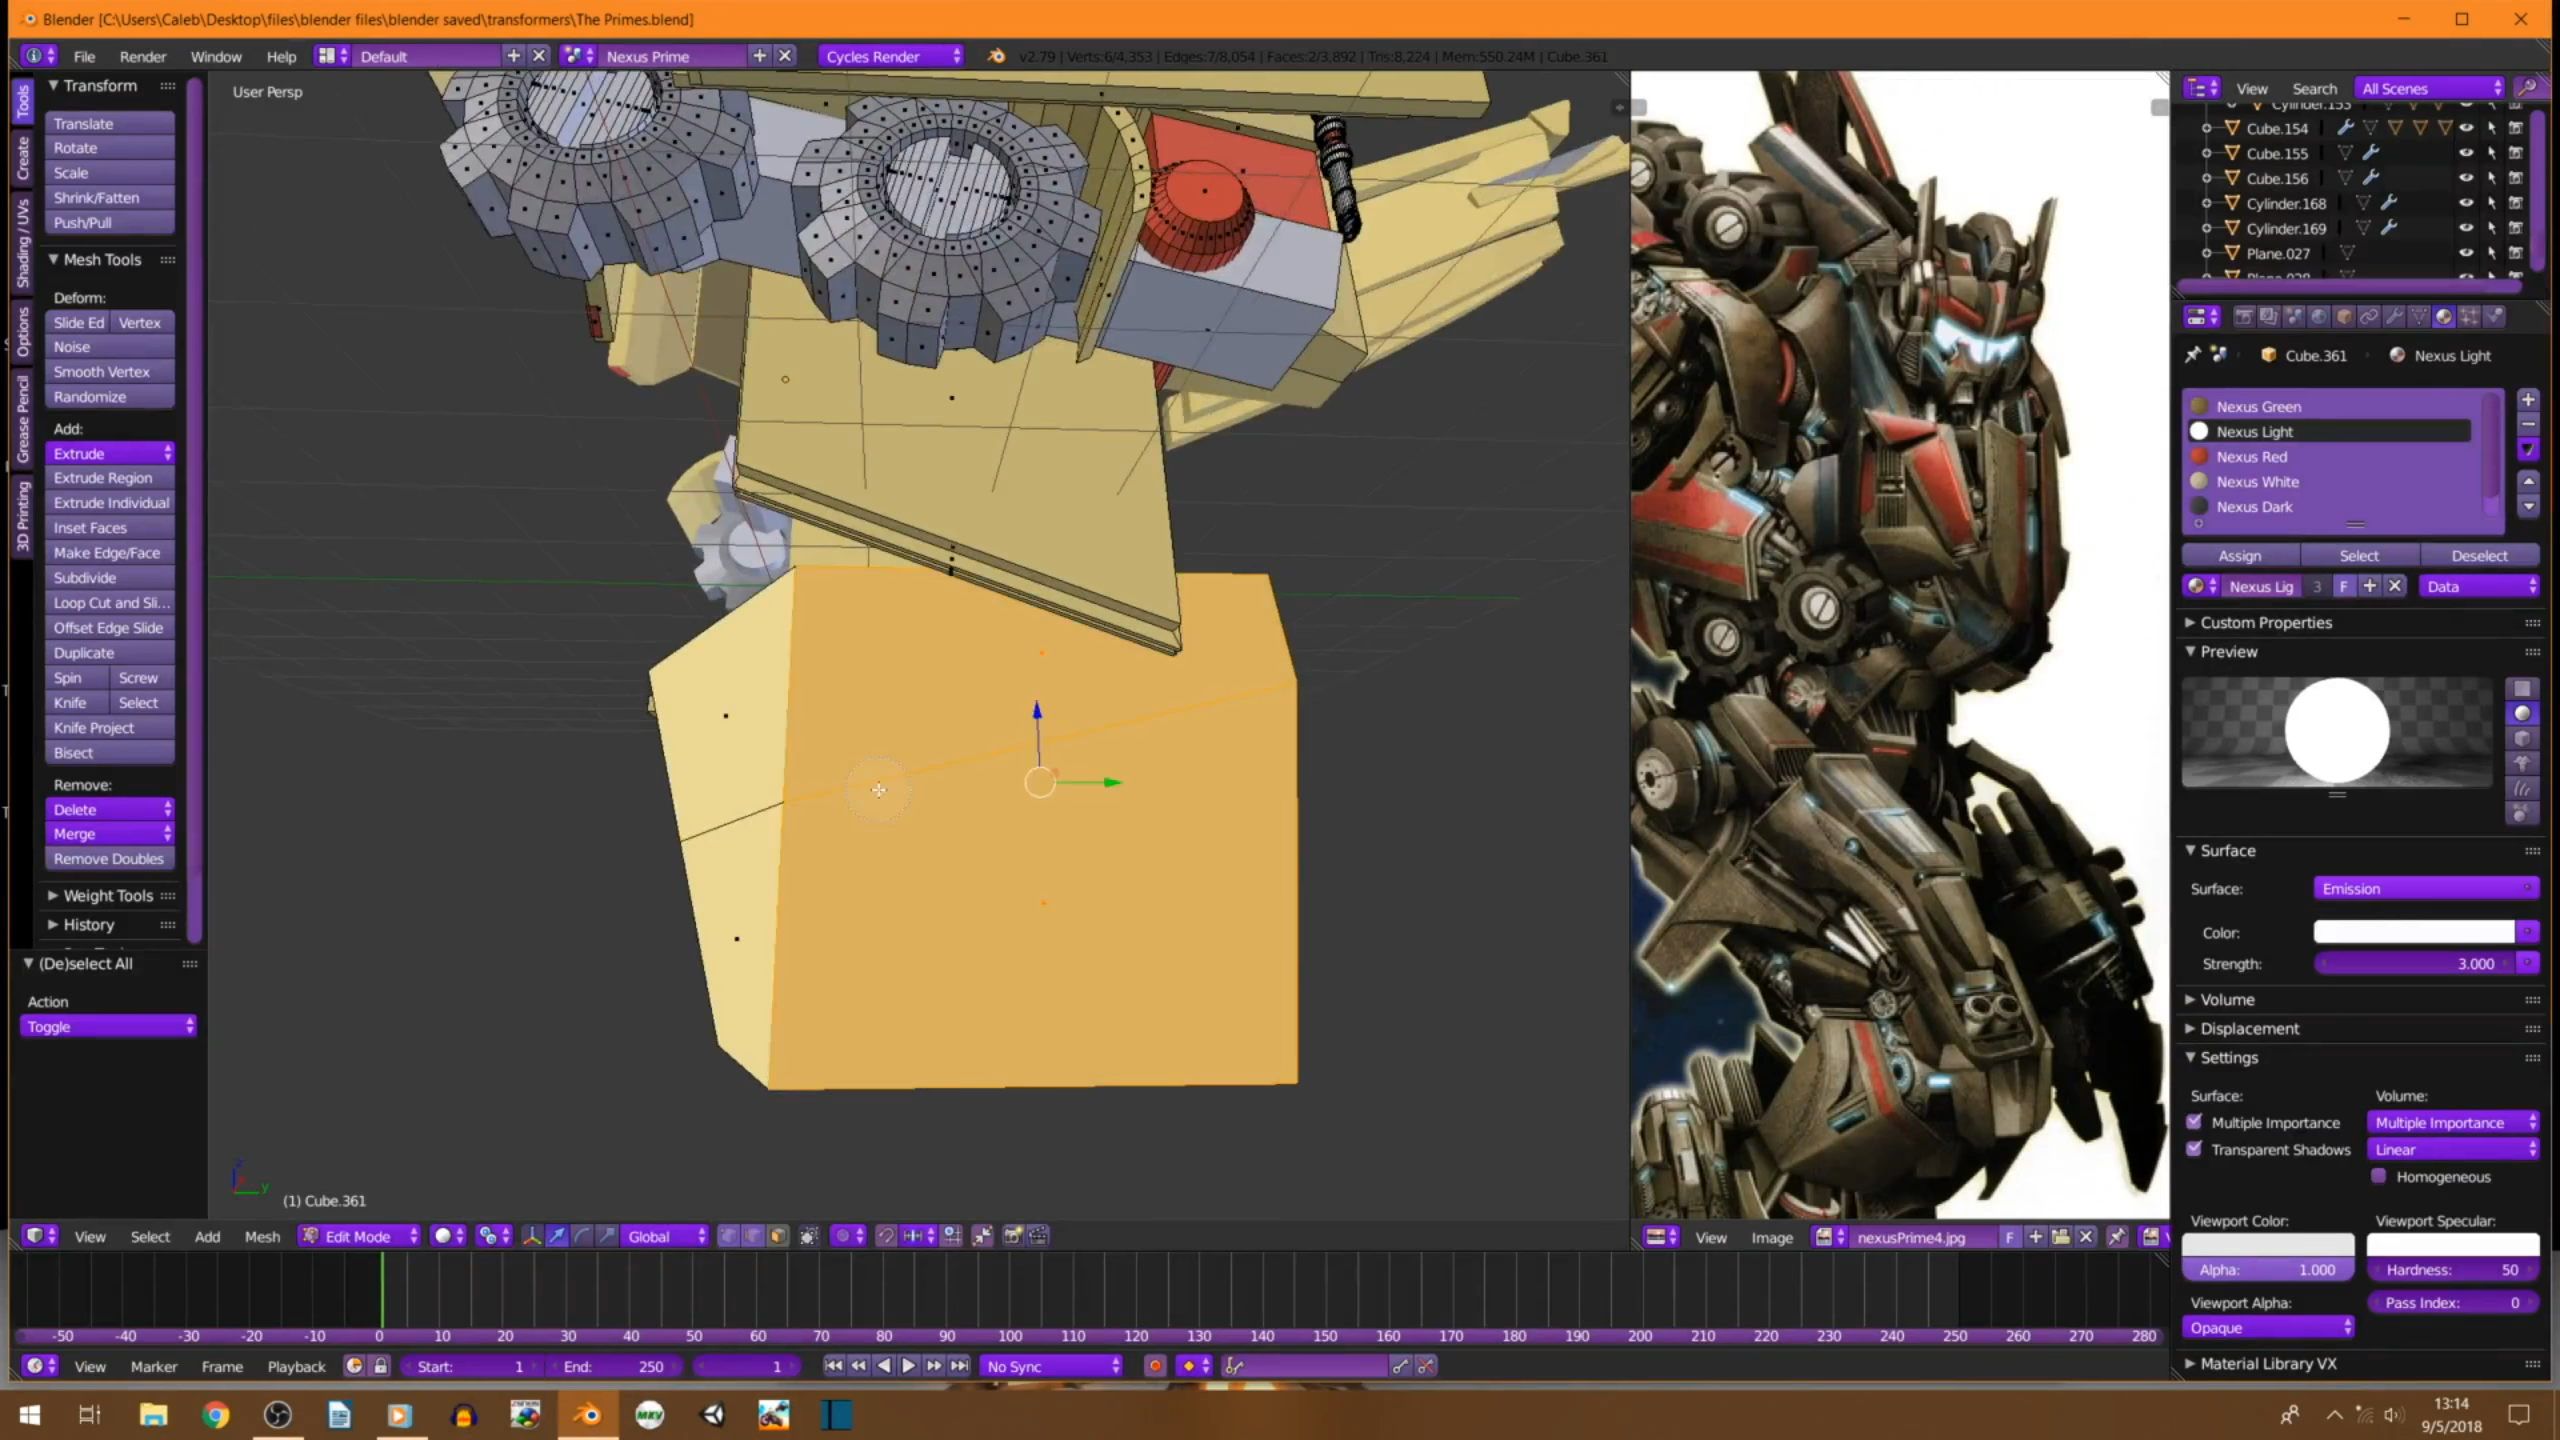 Blender [C:\Users\Caleb\Desktop\files\blender files\blender saved\transformers\The Primes.blend]
File Render Window Help Default Nexus Prime Cycles Render v2.79 | Verts:6/4,353 | Edges:7/8,054 | Faces:2/3,892 | Tris:8,224 | Mem:550.24M | Cube.361
Tools
Create
Shading / UVs
Options
Grease Pencil
3D Printing
Transform
Translate
Rotate
Scale
Shrink/Fatten
Push/Pull
Mesh Tools
Deform:
Slide Ed Vertex
Noise
Smooth Vertex
Randomize
Add:
Extrude
Extrude Region
Extrude Individual
Inset Faces
Make Edge/Face
Subdivide
Loop Cut and Sli...
Offset Edge Slide
Duplicate
Spin Screw
Knife Select
Knife Project
Bisect
Remove:
Delete
Merge
Remove Doubles
Weight Tools
History
(De)select All
Action
Toggle
User Persp
z
y
(1) Cube.361
View Select Add Mesh Edit Mode Global
View Image nexusPrime4.jpg F
View Search All Scenes
Cylinder.153
Cube.154
Cube.155
Cube.156
Cylinder.168
Cylinder.169
Plane.027
Cube.361 Nexus Light
Nexus Green
Nexus Light
Nexus Red
Nexus White
Nexus Dark
Assign Select Deselect
Nexus Lig 3 F Data
Custom Properties
Preview
Surface
Surface: Emission
Color:
Strength: 3.000
Volume
Displacement
Settings
Surface: Volume:
Multiple Importance Multiple Importance
Transparent Shadows Linear
Homogeneous
Viewport Color: Viewport Specular:
Alpha: 1.000 Hardness: 50
Viewport Alpha: Pass Index: 0
Opaque
Material Library VX
-50 -40 -30 -20 -10 0 10 20 30 40 50 60 70 80 90 100 110 120 130 140 150 160 170 180 190 200 210 220 230 240 250 260 270 280
View Marker Frame Playback Start: 1 End: 250 1 No Sync
MKV
13:14
9/5/2018